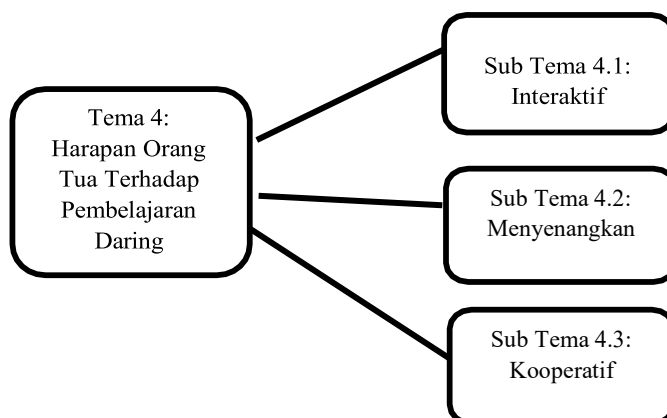 Tema 4:
Harapan Orang
Tua Terhadap
Pembelajaran
Daring
Sub Tema 4.1:
Interaktif
Sub Tema 4.2:
Menyenangkan
Sub Tema 4.3:
Kooperatif